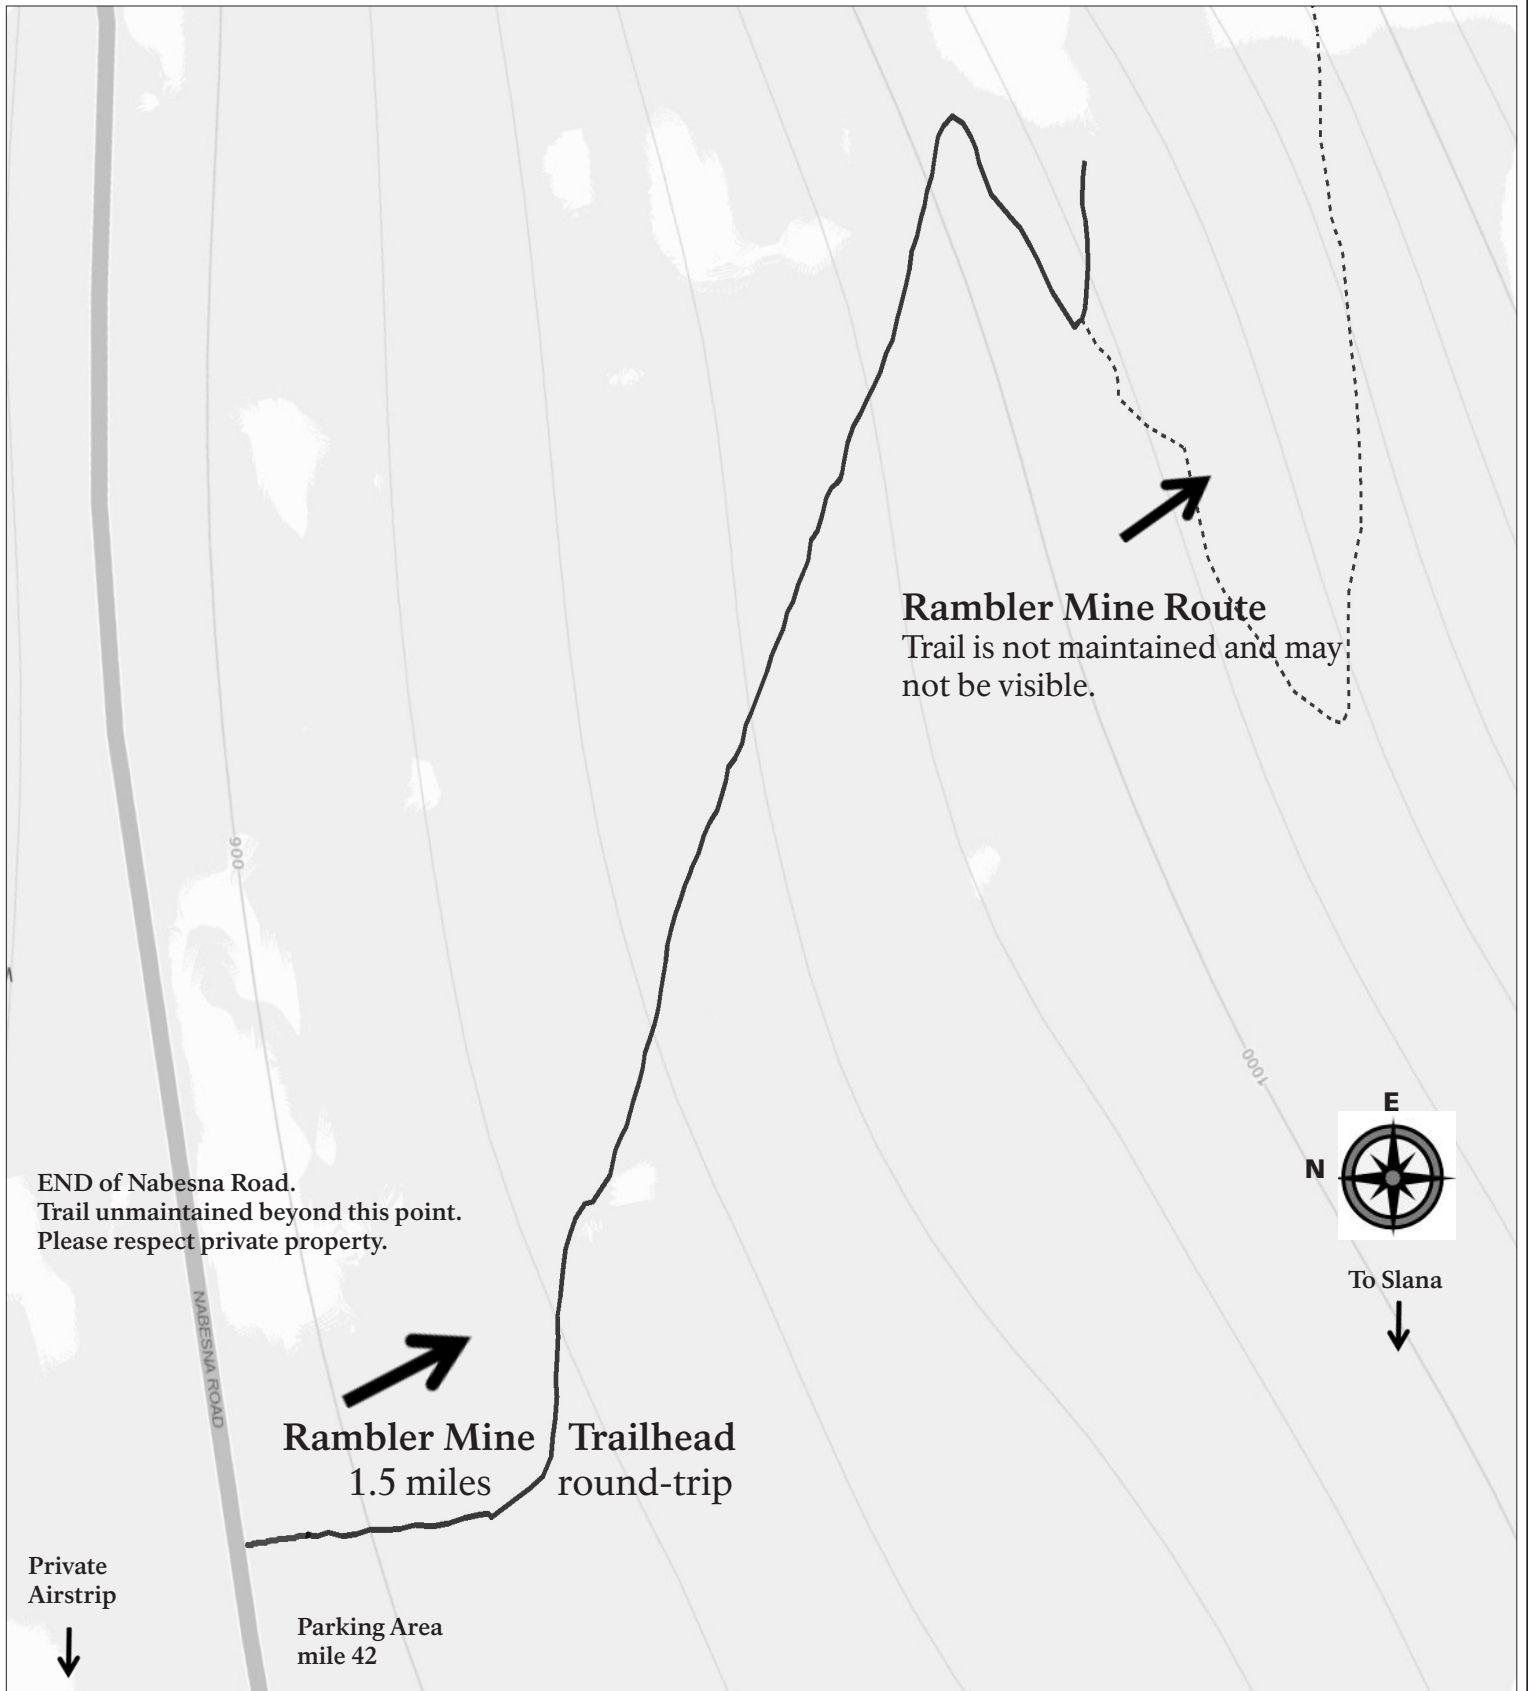 Rambler Mine Route
Trail is not maintained and may
not be visible.
900
1000
E
N
To Slana
END of Nabesna Road.
Trail unmaintained beyond this point.
Please respect private property.
NABESNA ROAD
Rambler Mine Trailhead
1.5 miles round-trip
Private
Airstrip
Parking Area
mile 42